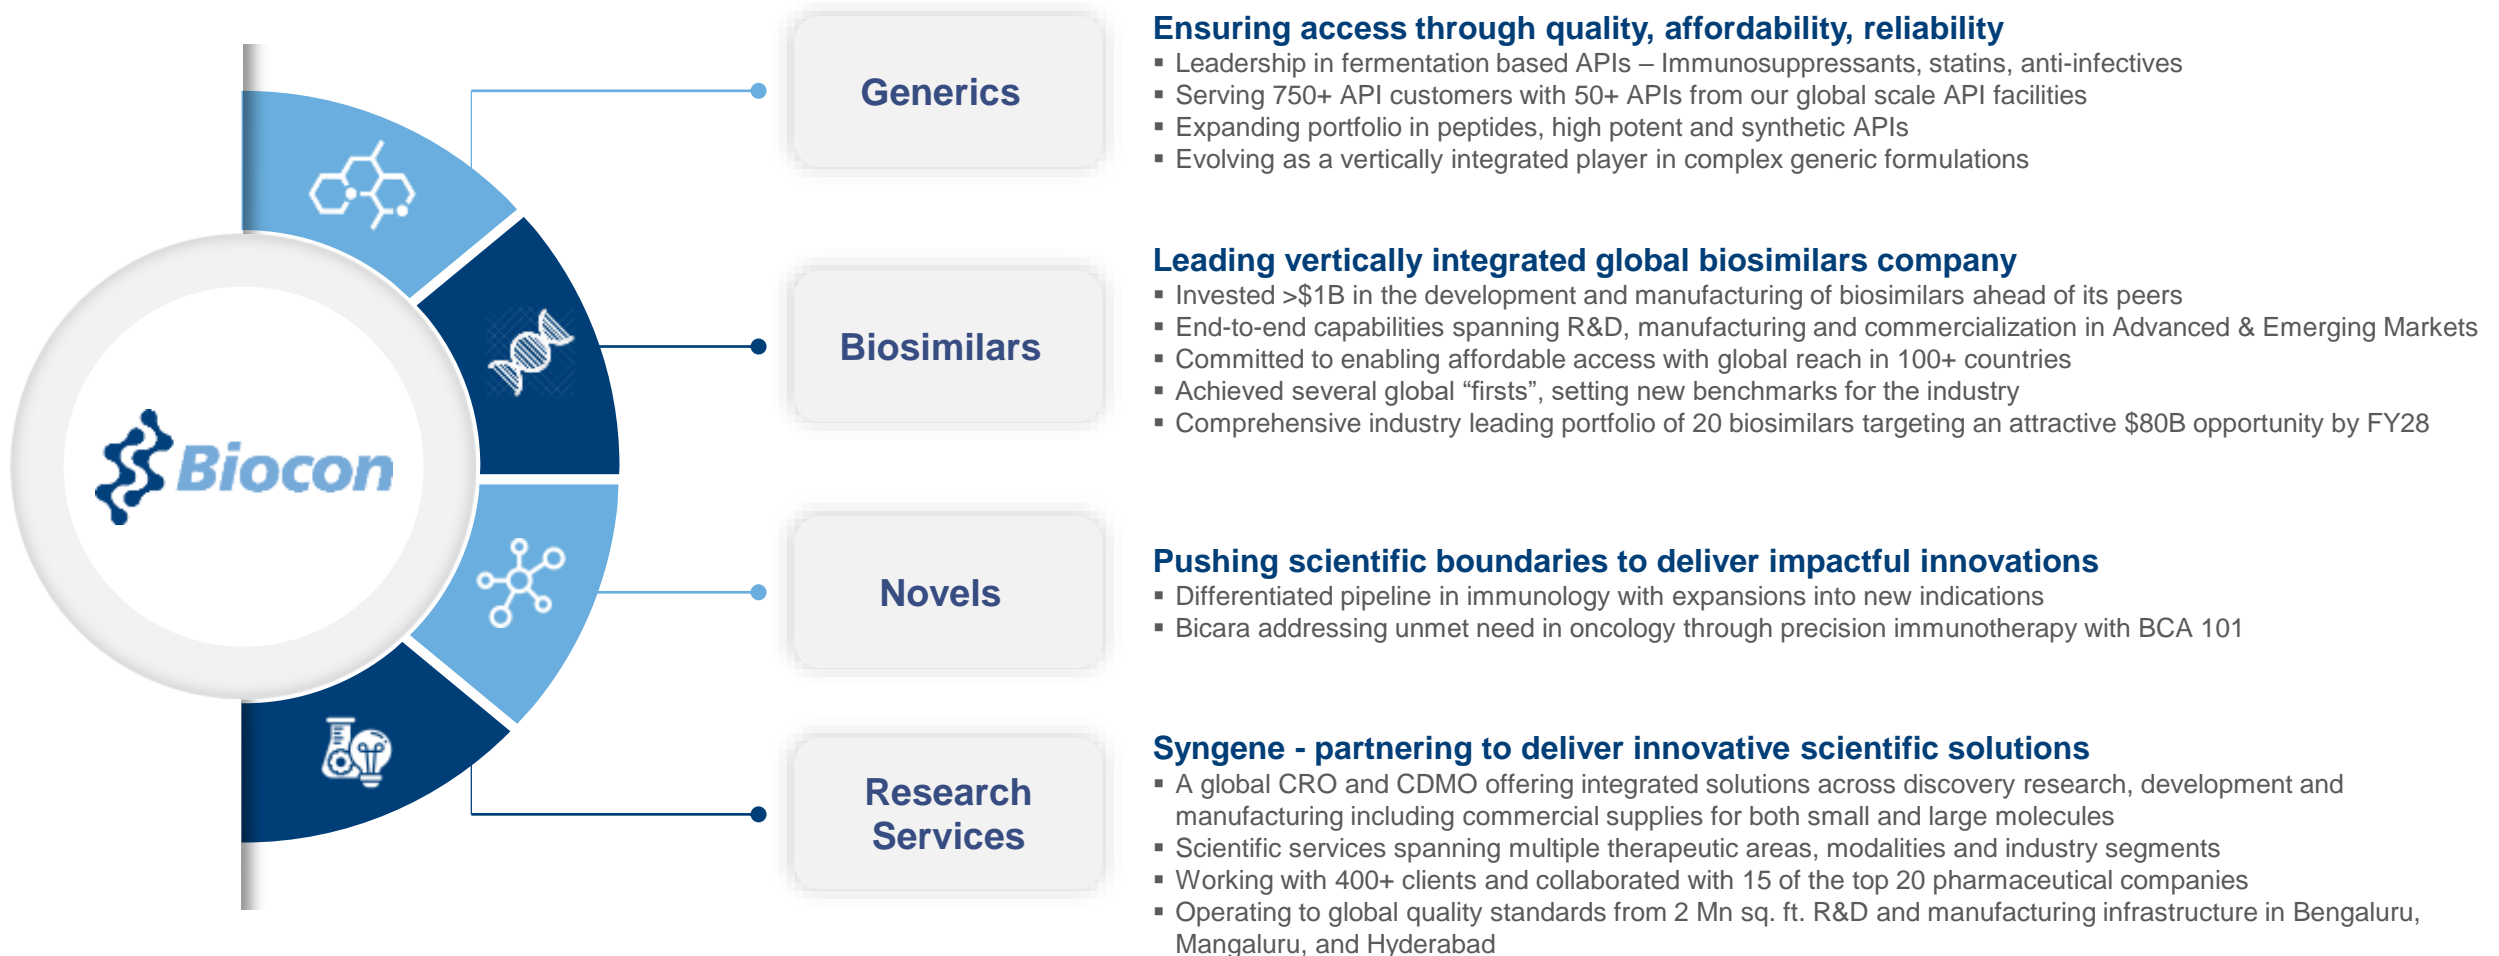 Biocon
Generics
Ensuring access through quality, affordability, reliability
▪ Leadership in fermentation based APIs – Immunosuppressants, statins, anti-infectives
▪ Serving 750+ API customers with 50+ APIs from our global scale API facilities
▪ Expanding portfolio in peptides, high potent and synthetic APIs
▪ Evolving as a vertically integrated player in complex generic formulations
Biosimilars
Leading vertically integrated global biosimilars company
▪ Invested >$1B in the development and manufacturing of biosimilars ahead of its peers
▪ End-to-end capabilities spanning R&D, manufacturing and commercialization in Advanced & Emerging Markets
▪ Committed to enabling affordable access with global reach in 100+ countries
▪ Achieved several global “firsts”, setting new benchmarks for the industry
▪ Comprehensive industry leading portfolio of 20 biosimilars targeting an attractive $80B opportunity by FY28
Novels
Pushing scientific boundaries to deliver impactful innovations
▪ Differentiated pipeline in immunology with expansions into new indications
▪ Bicara addressing unmet need in oncology through precision immunotherapy with BCA 101
Research
Services
Syngene - partnering to deliver innovative scientific solutions
▪ A global CRO and CDMO offering integrated solutions across discovery research, development and
manufacturing including commercial supplies for both small and large molecules
▪ Scientific services spanning multiple therapeutic areas, modalities and industry segments
▪ Working with 400+ clients and collaborated with 15 of the top 20 pharmaceutical companies
▪ Operating to global quality standards from 2 Mn sq. ft. R&D and manufacturing infrastructure in Bengaluru,
Mangaluru, and Hyderabad